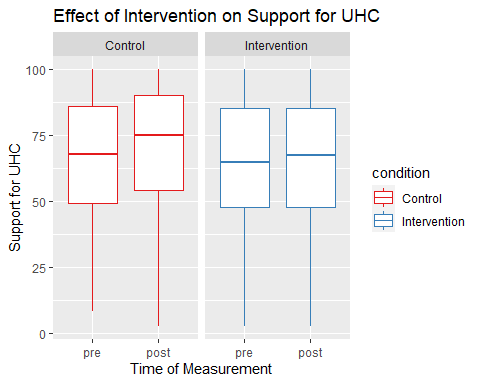 Effect of Intervention on Support for UHC
Control
Intervention
100
75
50
25
0
Support for UHC
pre
post
pre
post
Time of Measurement
condition
Control
Intervention